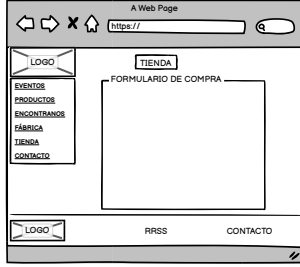 A Web Page
https://
LOGO
TIENDA
FORMULARIO DE COMPRA
EVENTOS
PRODUCTOS
ENCONTRANOS
FÁBRICA
TIENDA
CONTACTO
LOGO
RRSS
CONTACTO